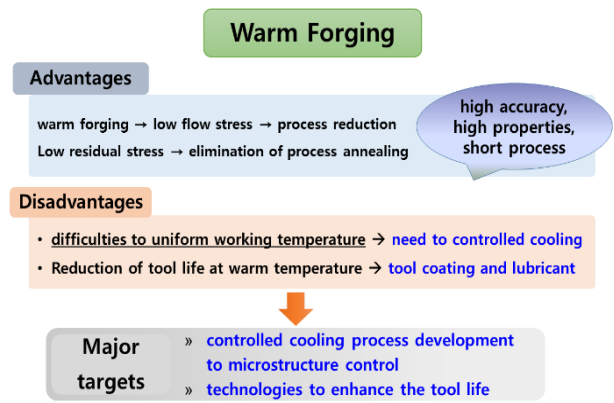 Warm Forging
Advantages
warm forging → low flow stress → process reduction
Low residual stress → elimination of process annealing
high accuracy,
high properties,
short process
Disadvantages
• difficulties to uniform working temperature → need to controlled cooling
• Reduction of tool life at warm temperature → tool coating and lubricant
Major
targets
» controlled cooling process development
to microstructure control
» technologies to enhance the tool life